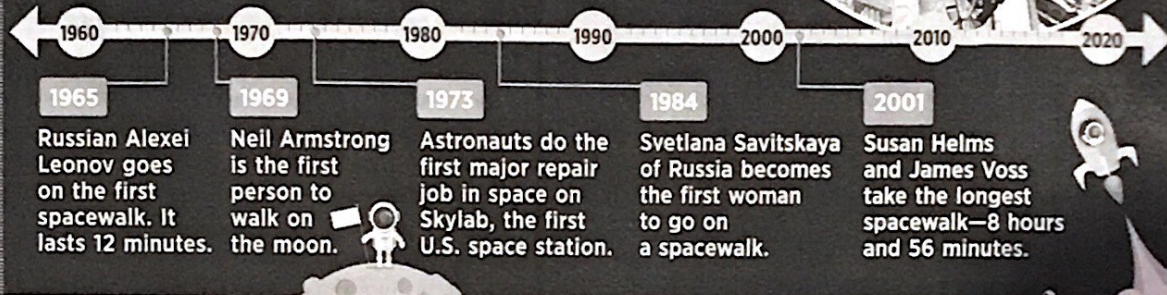 1960 1970 1980 1990 2000 2010 2020
1965
Russian Alexei
Leonov goes
on the first
spacewalk. It
lasts 12 minutes.
1969
Neil Armstrong
is the first
person to
walk on
the moon.
1973
Astronauts do the
first major repair
job in space on
Skylab, the first
U.S. space station.
1984
Svetlana Savitskaya
of Russia becomes
the first woman
to go on
a spacewalk.
2001
Susan Helms
and James Voss
take the longest
spacewalk—8 hours
and 56 minutes.